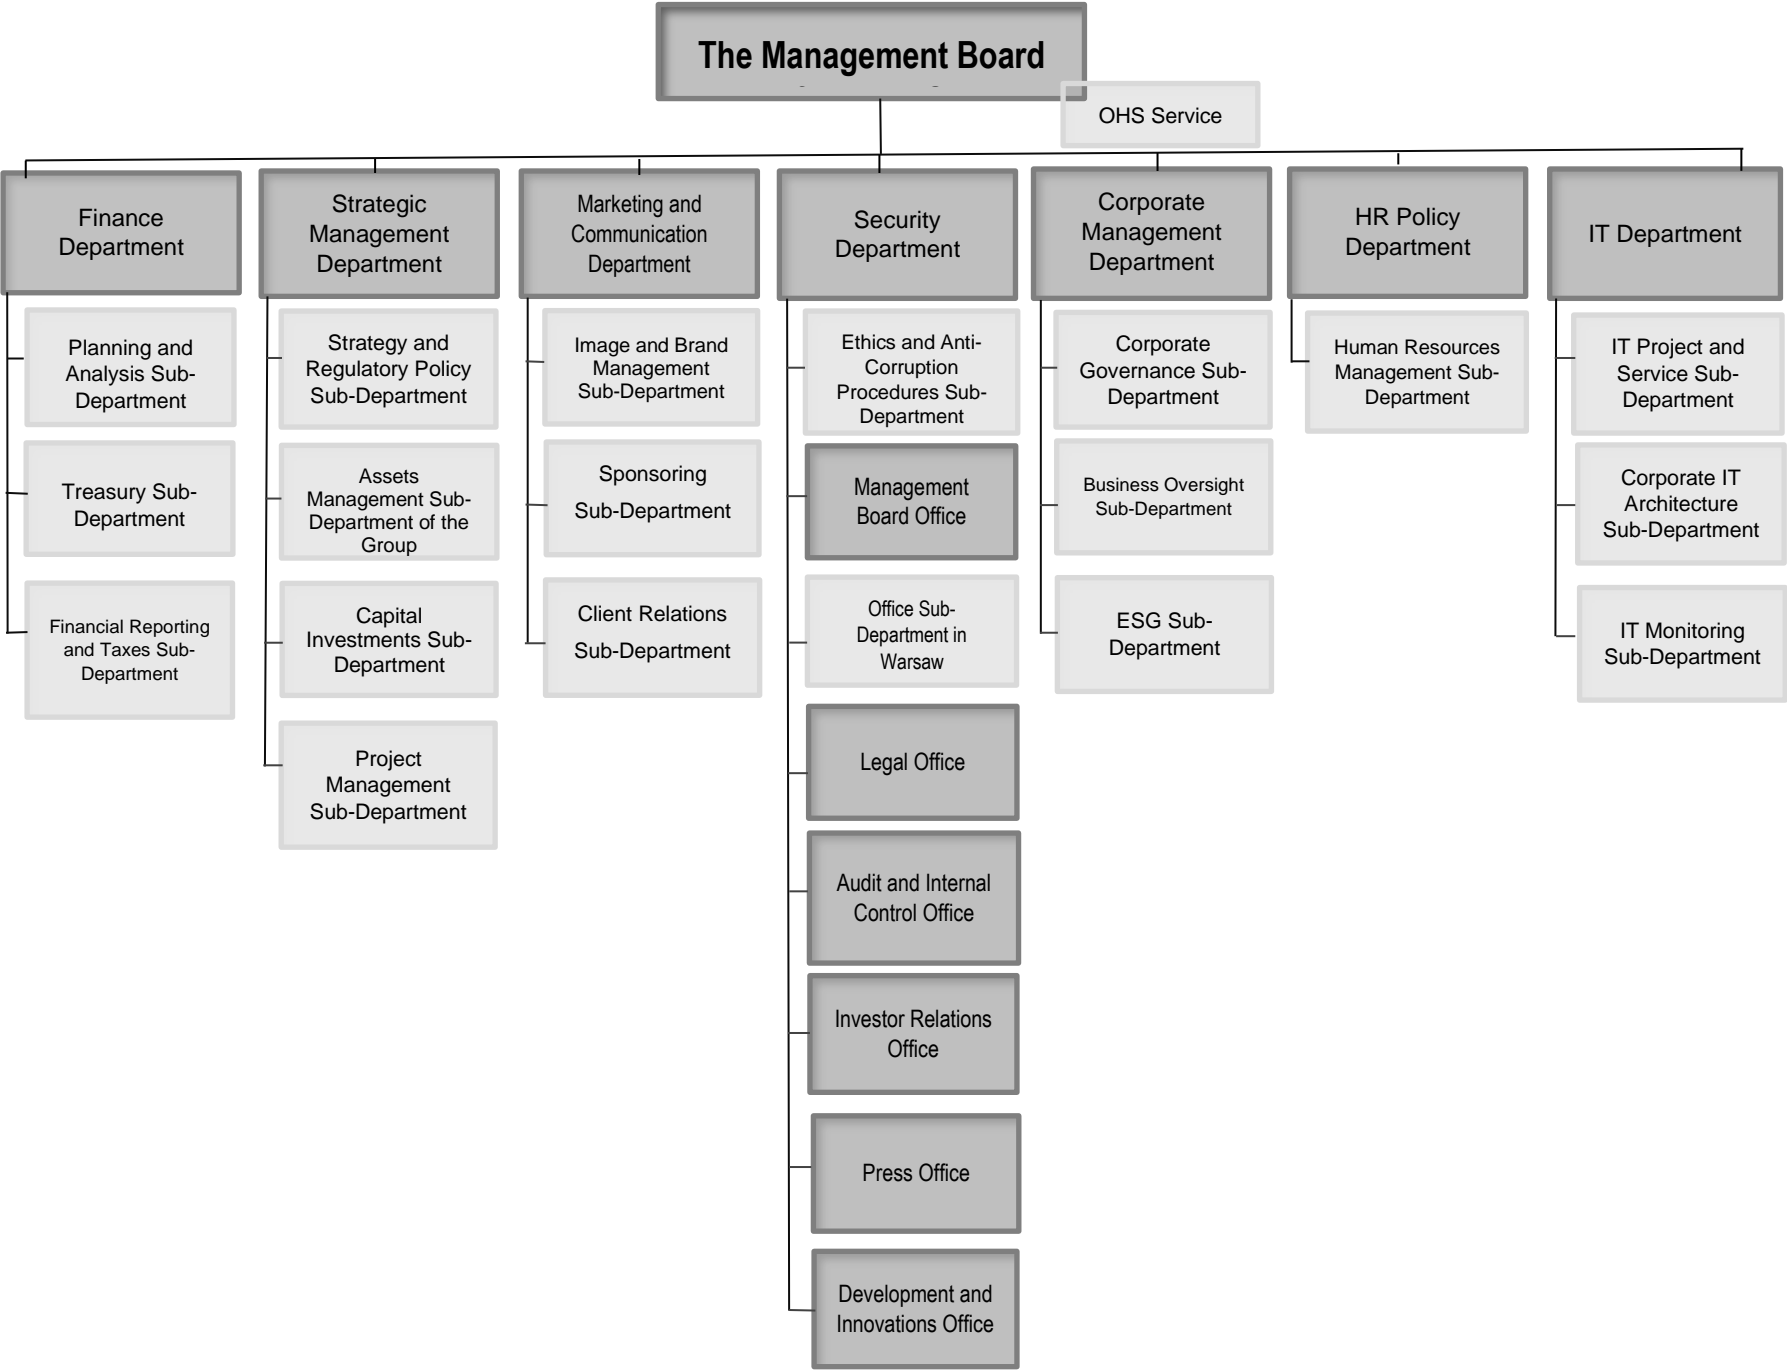 The Management Board
OHS Service
Finance
Department
Strategic
Management
Department
Marketing and
Communication
Department
Security
Department
Corporate
Management
Department
HR Policy
Department
IT Department
Planning and
Analysis Sub-
Department
Treasury Sub-
Department
Financial Reporting
and Taxes Sub-
Department
Strategy and
Regulatory Policy
Sub-Department
Assets
Management Sub-
Department of the
Group
Capital
Investments Sub-
Department
Project
Management
Sub-Department
Image and Brand
Management
Sub-Department
Sponsoring
Sub-Department
Client Relations
Sub-Department
Ethics and Anti-
Corruption
Procedures Sub-
Department
Management
Board Office
Office Sub-
Department in
Warsaw
Legal Office
Audit and Internal
Control Office
Investor Relations
Office
Press Office
Development and
Innovations Office
Corporate
Governance Sub-
Department
Business Oversight
Sub-Department
ESG Sub-
Department
Human Resources
Management Sub-
Department
IT Project and
Service Sub-
Department
Corporate IT
Architecture
Sub-Department
IT Monitoring
Sub-Department